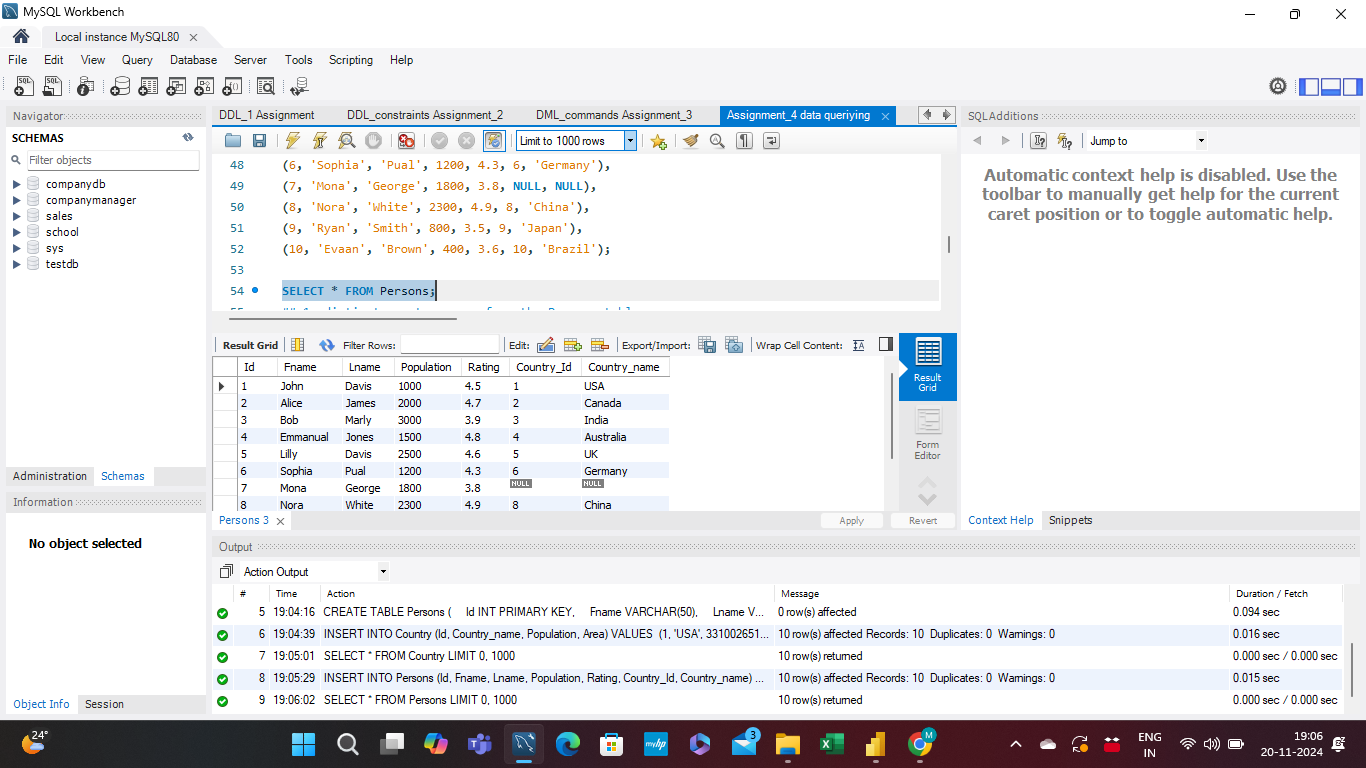 MySQL Workbench
Local instance MySQL80
File Edit View Query Database Server Tools Scripting Help
Navigator
SCHEMAS
Filter objects
companydb
companymanager
sales
school
sys
testdb
Administration Schemas
Information
No object selected
Object Info Session
DDL_1 Assignment DDL_constraints Assignment_2 DML_commands Assignment_3 Assignment_4 data queriying
Limit to 1000 rows
48 (6, 'Sophia', 'Pual', 1200, 4.3, 6, 'Germany'),
49 (7, 'Mona', 'George', 1800, 3.8, NULL, NULL),
50 (8, 'Nora', 'White', 2300, 4.9, 8, 'China'),
51 (9, 'Ryan', 'Smith', 800, 3.5, 9, 'Japan'),
52 (10, 'Evaan', 'Brown', 400, 3.6, 10, 'Brazil');
53
54 SELECT * FROM Persons;
Result Grid Filter Rows: Edit: Export/Import: Wrap Cell Content:
Id Fname Lname Population Rating Country_Id Country_name
1 John Davis 1000 4.5 1 USA
2 Alice James 2000 4.7 2 Canada
3 Bob Marly 3000 3.9 3 India
4 Emmanual Jones 1500 4.8 4 Australia
5 Lilly Davis 2500 4.6 5 UK
6 Sophia Pual 1200 4.3 6 Germany
7 Mona George 1800 3.8 NULL NULL
8 Nora White 2300 4.9 8 China
Result
Grid
Form
Editor
Persons 3 Apply Revert
SQLAdditions
Jump to
Automatic context help is disabled. Use the
toolbar to manually get help for the current
caret position or to toggle automatic help.
Context Help Snippets
Output
Action Output
# Time Action Message Duration / Fetch
5 19:04:16 CREATE TABLE Persons ( Id INT PRIMARY KEY, Fname VARCHAR(50), Lname V... 0 row(s) affected 0.094 sec
6 19:04:39 INSERT INTO Country (Id, Country_name, Population, Area) VALUES (1, 'USA', 331002651... 10 row(s) affected Records: 10 Duplicates: 0 Warnings: 0 0.016 sec
7 19:05:01 SELECT * FROM Country LIMIT 0, 1000 10 row(s) returned 0.000 sec / 0.000 sec
8 19:05:29 INSERT INTO Persons (Id, Fname, Lname, Population, Rating, Country_Id, Country_name) ... 10 row(s) affected Records: 10 Duplicates: 0 Warnings: 0 0.015 sec
9 19:06:02 SELECT * FROM Persons LIMIT 0, 1000 10 row(s) returned 0.000 sec / 0.000 sec
24°
myhp
3
M
ENG
IN
19:06
20-11-2024